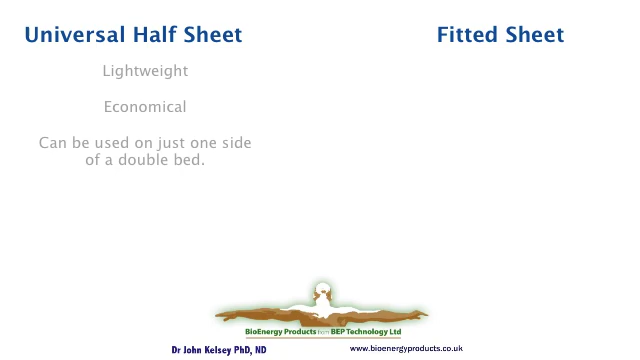 Universal Half Sheet
Fitted Sheet
Lightweight
Economical
Can be used on just one side
of a double bed.
BioEnergy Products from BEP Technology Ltd
Dr John Kelsey PhD, ND
www.bioenergyproducts.co.uk